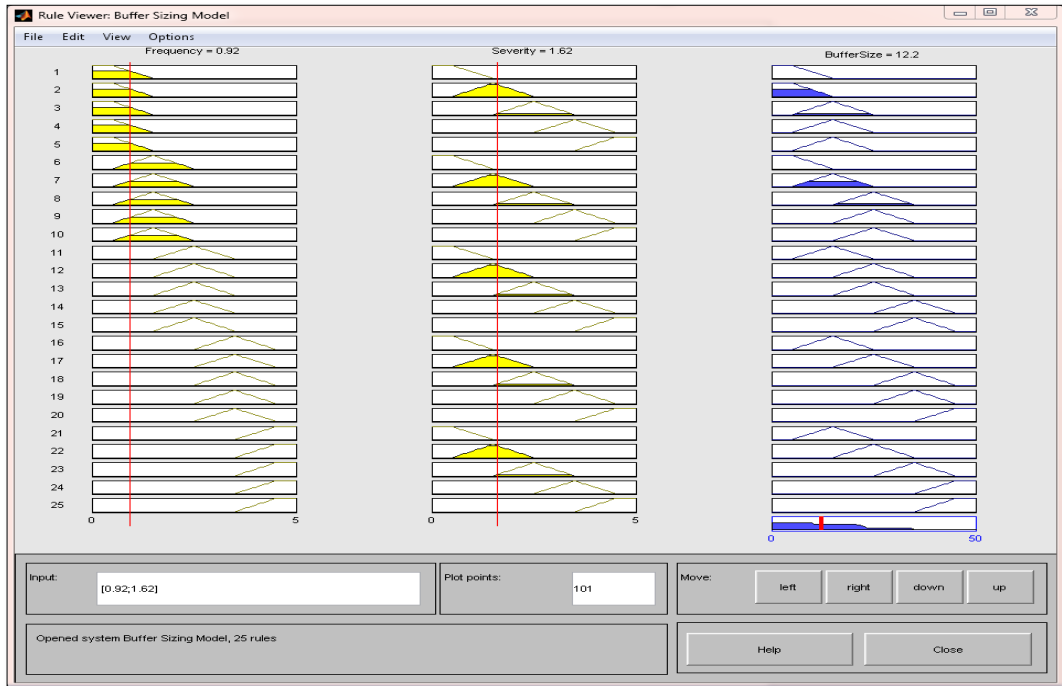 Rule Viewer: Buffer Sizing Model
File Edit View Options
Frequency = 0.92
Severity = 1.62
BufferSize = 12.2
1
2
3
4
5
6
7
8
9
10
11
12
13
14
15
16
17
18
19
20
21
22
23
24
25
0 5
0 5
0 50
Input:
[0.92;1.62]
Plot points:
101
Move:
left right down up
Opened system Buffer Sizing Model, 25 rules
Help Close